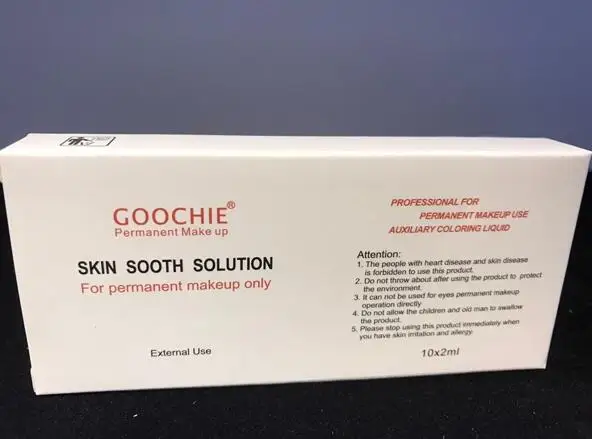 GOOCHIE®
Permanent Make up
SKIN SOOTH SOLUTION
For permanent makeup only
External Use
PROFESSIONAL FOR
PERMANENT MAKEUP USE
AUXILIARY COLORING LIQUID
Attention:
1. The people with heart disease and skin disease
is forbidden to use this product.
2. Do not throw about after using the product to protect
the environment.
3. It can not be used for eyes permanent makeup
operation directly
4. Do not allow the children and old man to swallow
the product.
5. Please stop using this product immediately when
you have skin irritation and allergy.
10x2ml